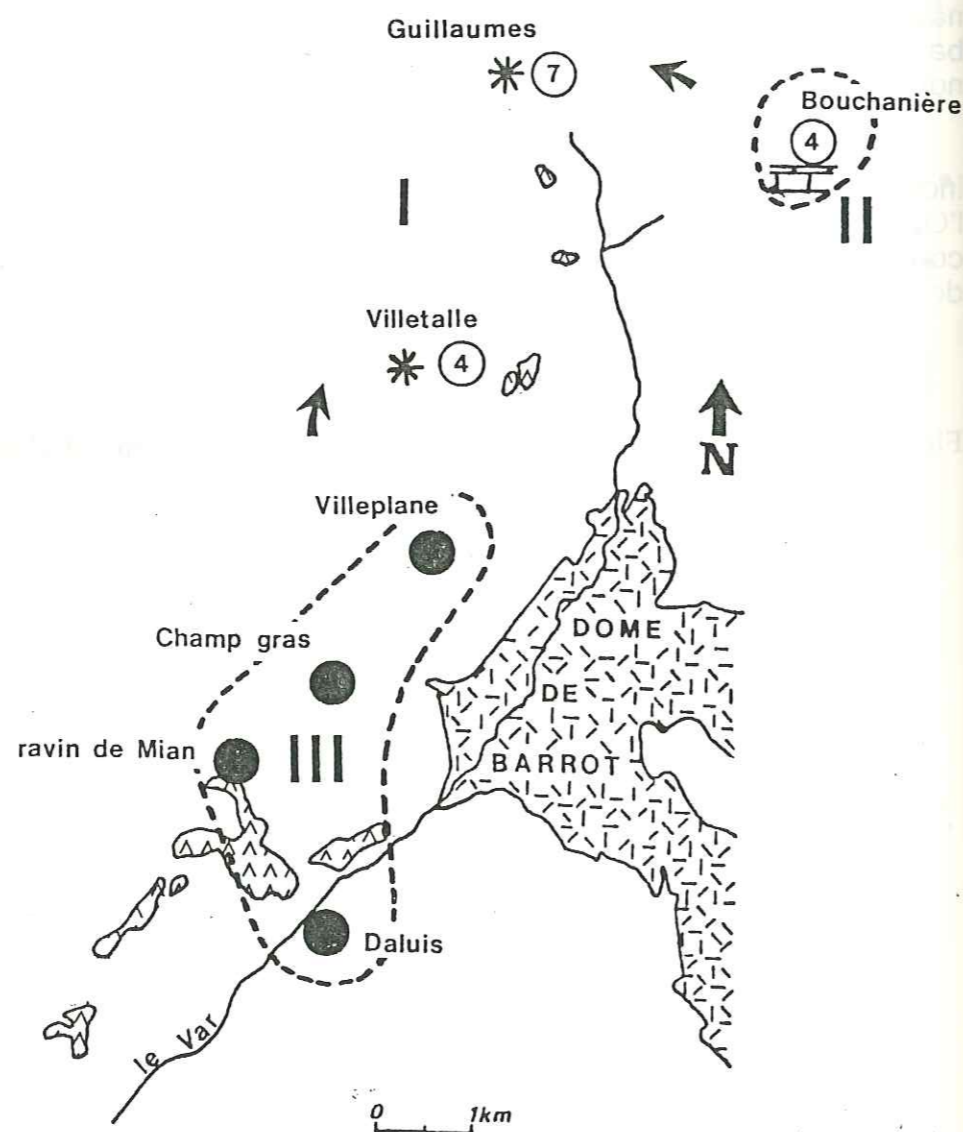 Guillaumes
7
Bouchanière
4
I
II
Villetalle
4
N
Villeplane
Champ gras
ravin de Mian
III
DOME
DE
BARROT
Daluis
le Var
0 1km